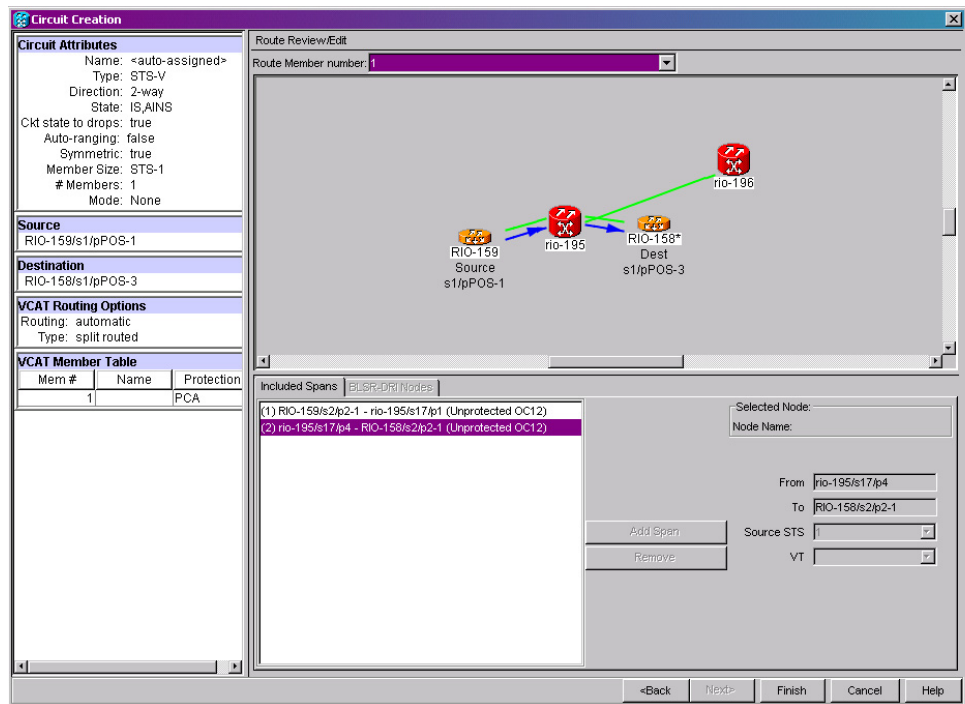 Circuit Creation
Circuit Attributes
Name: <auto-assigned>
Type: STS-V
Direction: 2-way
State: IS,AINS
Ckt state to drops: true
Auto-ranging: false
Symmetric: true
Member Size: STS-1
# Members: 1
Mode: None
Source
RIO-159/s1/pPOS-1
Destination
RIO-158/s1/pPOS-3
VCAT Routing Options
Routing: automatic
Type: split routed
VCAT Member Table
Mem # Name Protection
1 PCA
Route Review/Edit
Route Member number: 1
rio-196
RIO-159
Source
s1/pPOS-1
rio-195
RIO-158*
Dest
s1/pPOS-3
Included Spans BLSR-DRI Nodes
(1) RIO-159/s2/p2-1 - rio-195/s17/p1 (Unprotected OC12)
(2) rio-195/s17/p4 - RIO-158/s2/p2-1 (Unprotected OC12)
Add Span
Remove
Selected Node:
Node Name:
From rio-195/s17/p4
To RIO-158/s2/p2-1
Source STS 1
VT
<Back Next> Finish Cancel Help